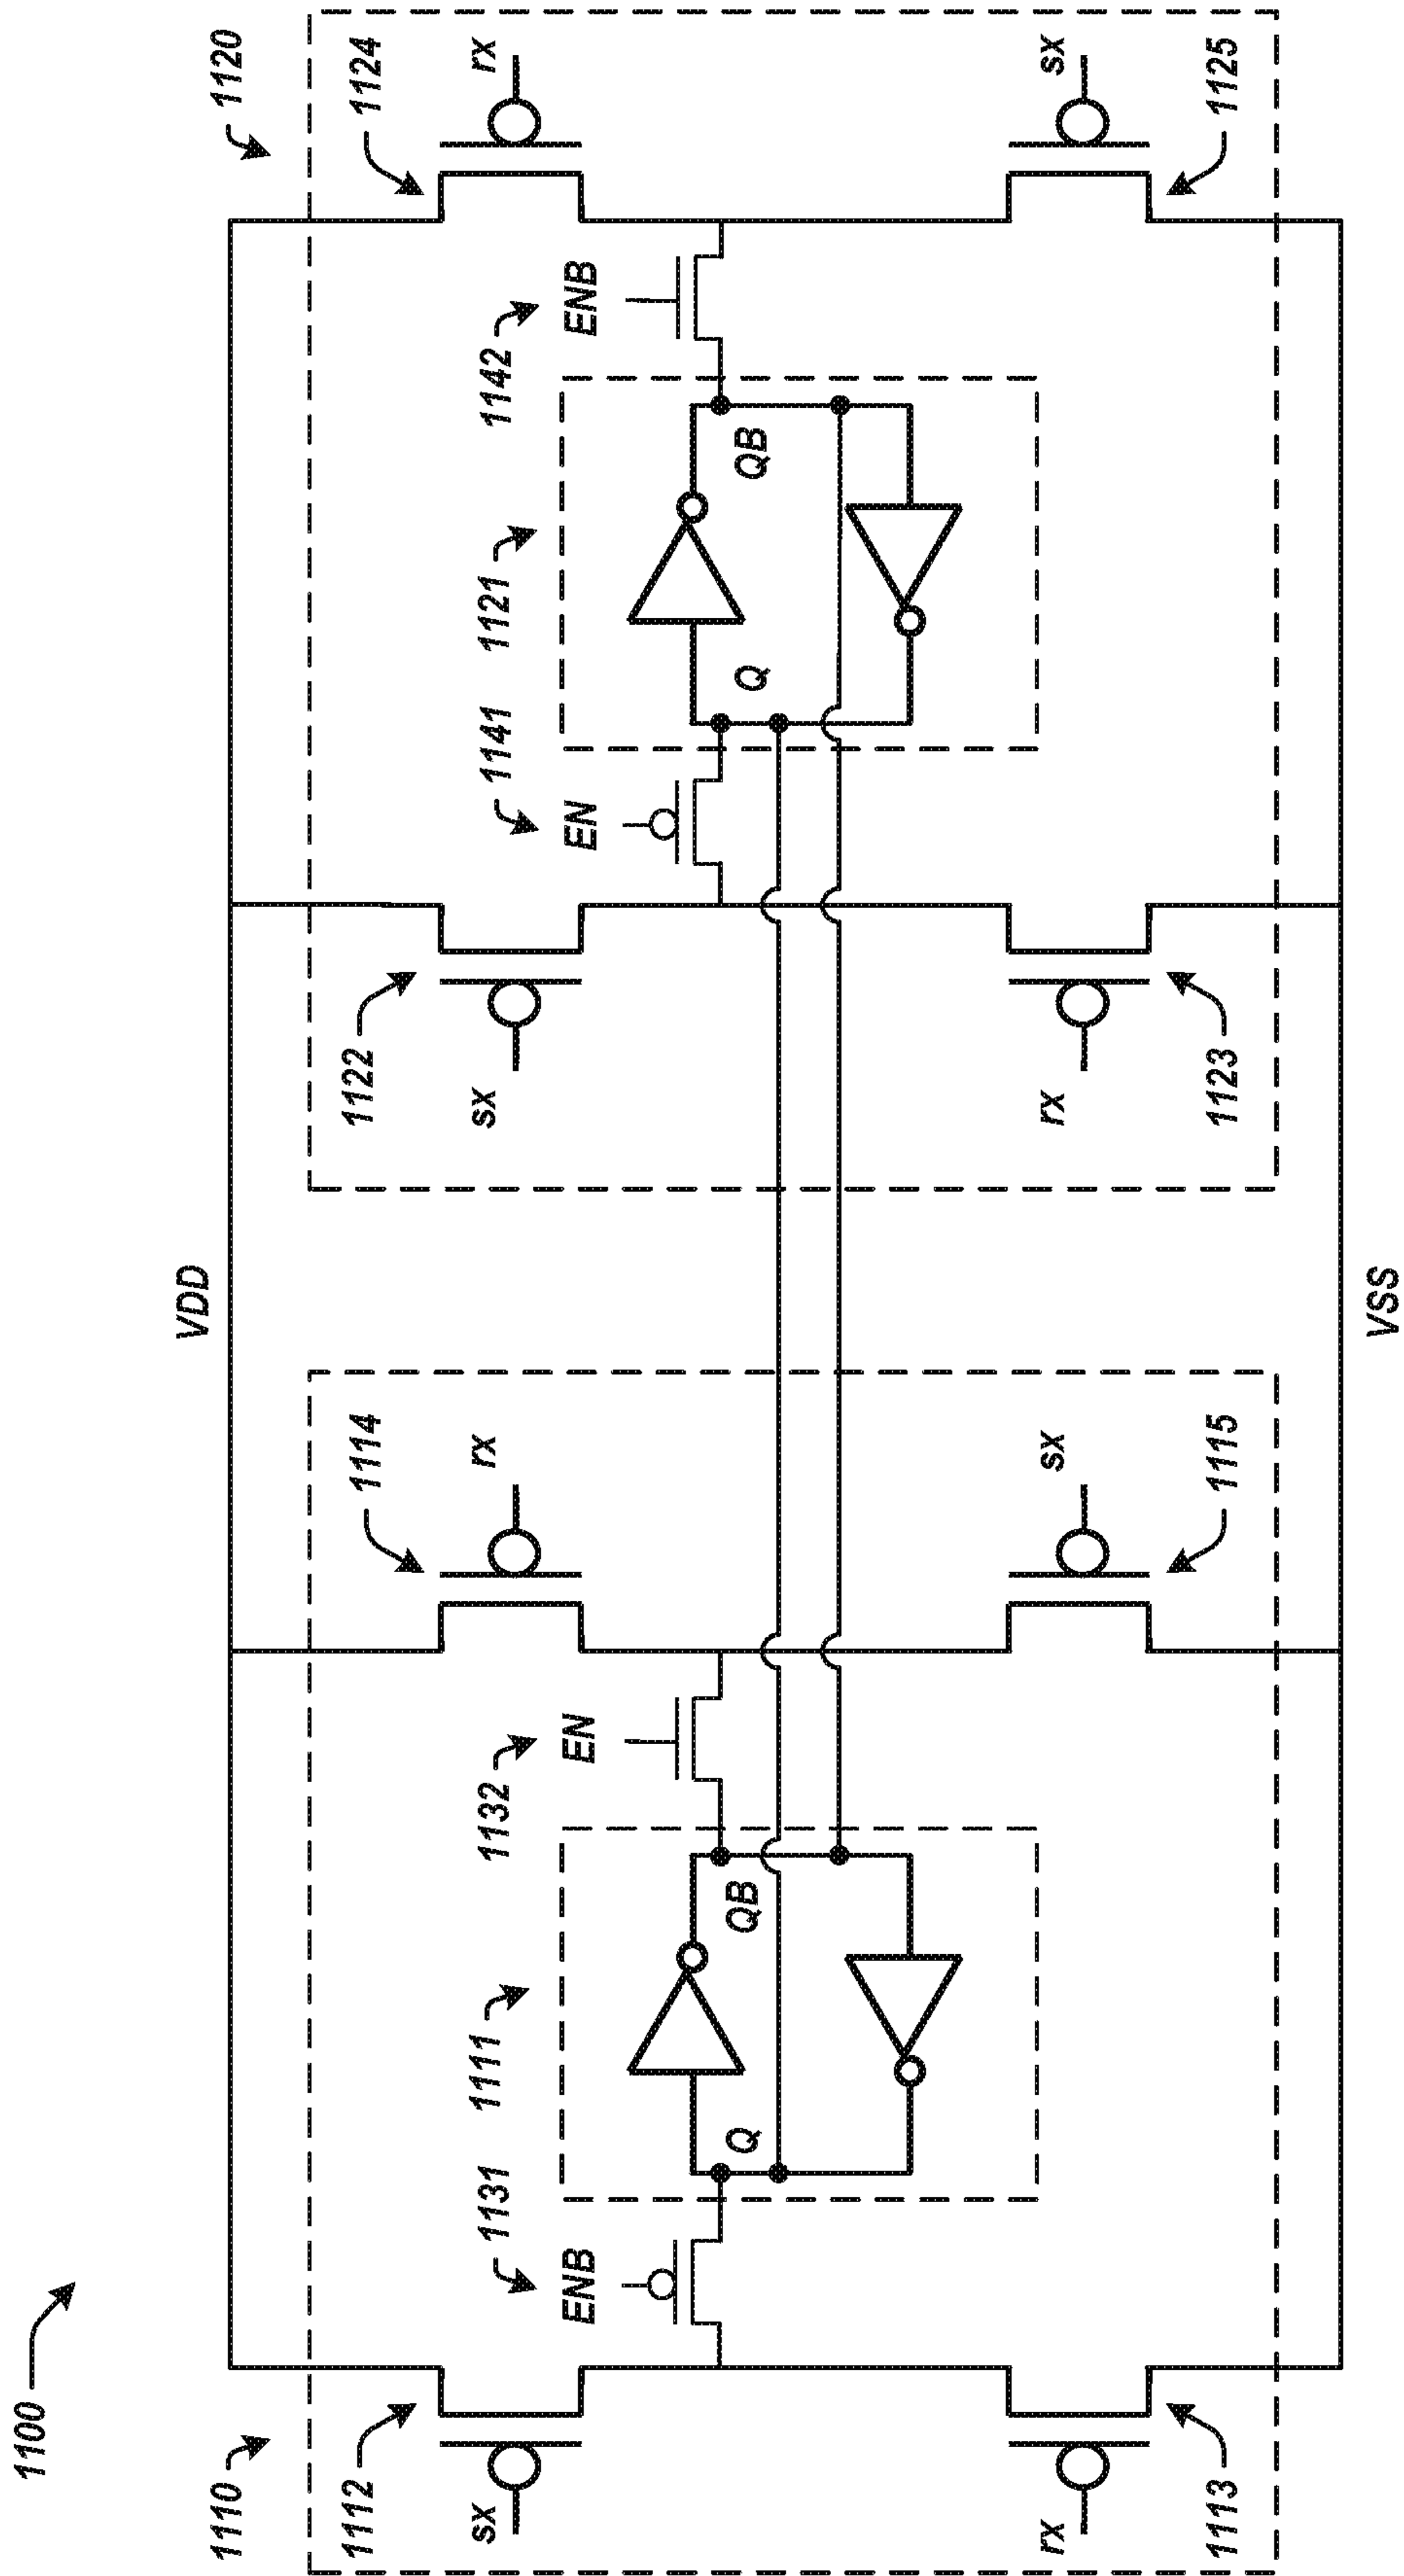 1100
1110
1120
VDD
1112
sx
1114
rx
1122
sx
1124
rx
1131
ENB
1111
1132
EN
1141
EN
1121
1142
ENB
Q
QB
Q
QB
rx
1113
sx
1115
rx
1123
sx
1125
VSS